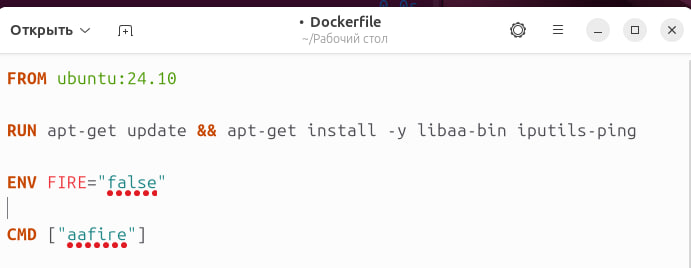 Открыть
• Dockerfile
~/Рабочий стол
FROM ubuntu:24.10
RUN apt-get update && apt-get install -y libaa-bin iputils-ping
ENV FIRE="false"
CMD ["aafire"]